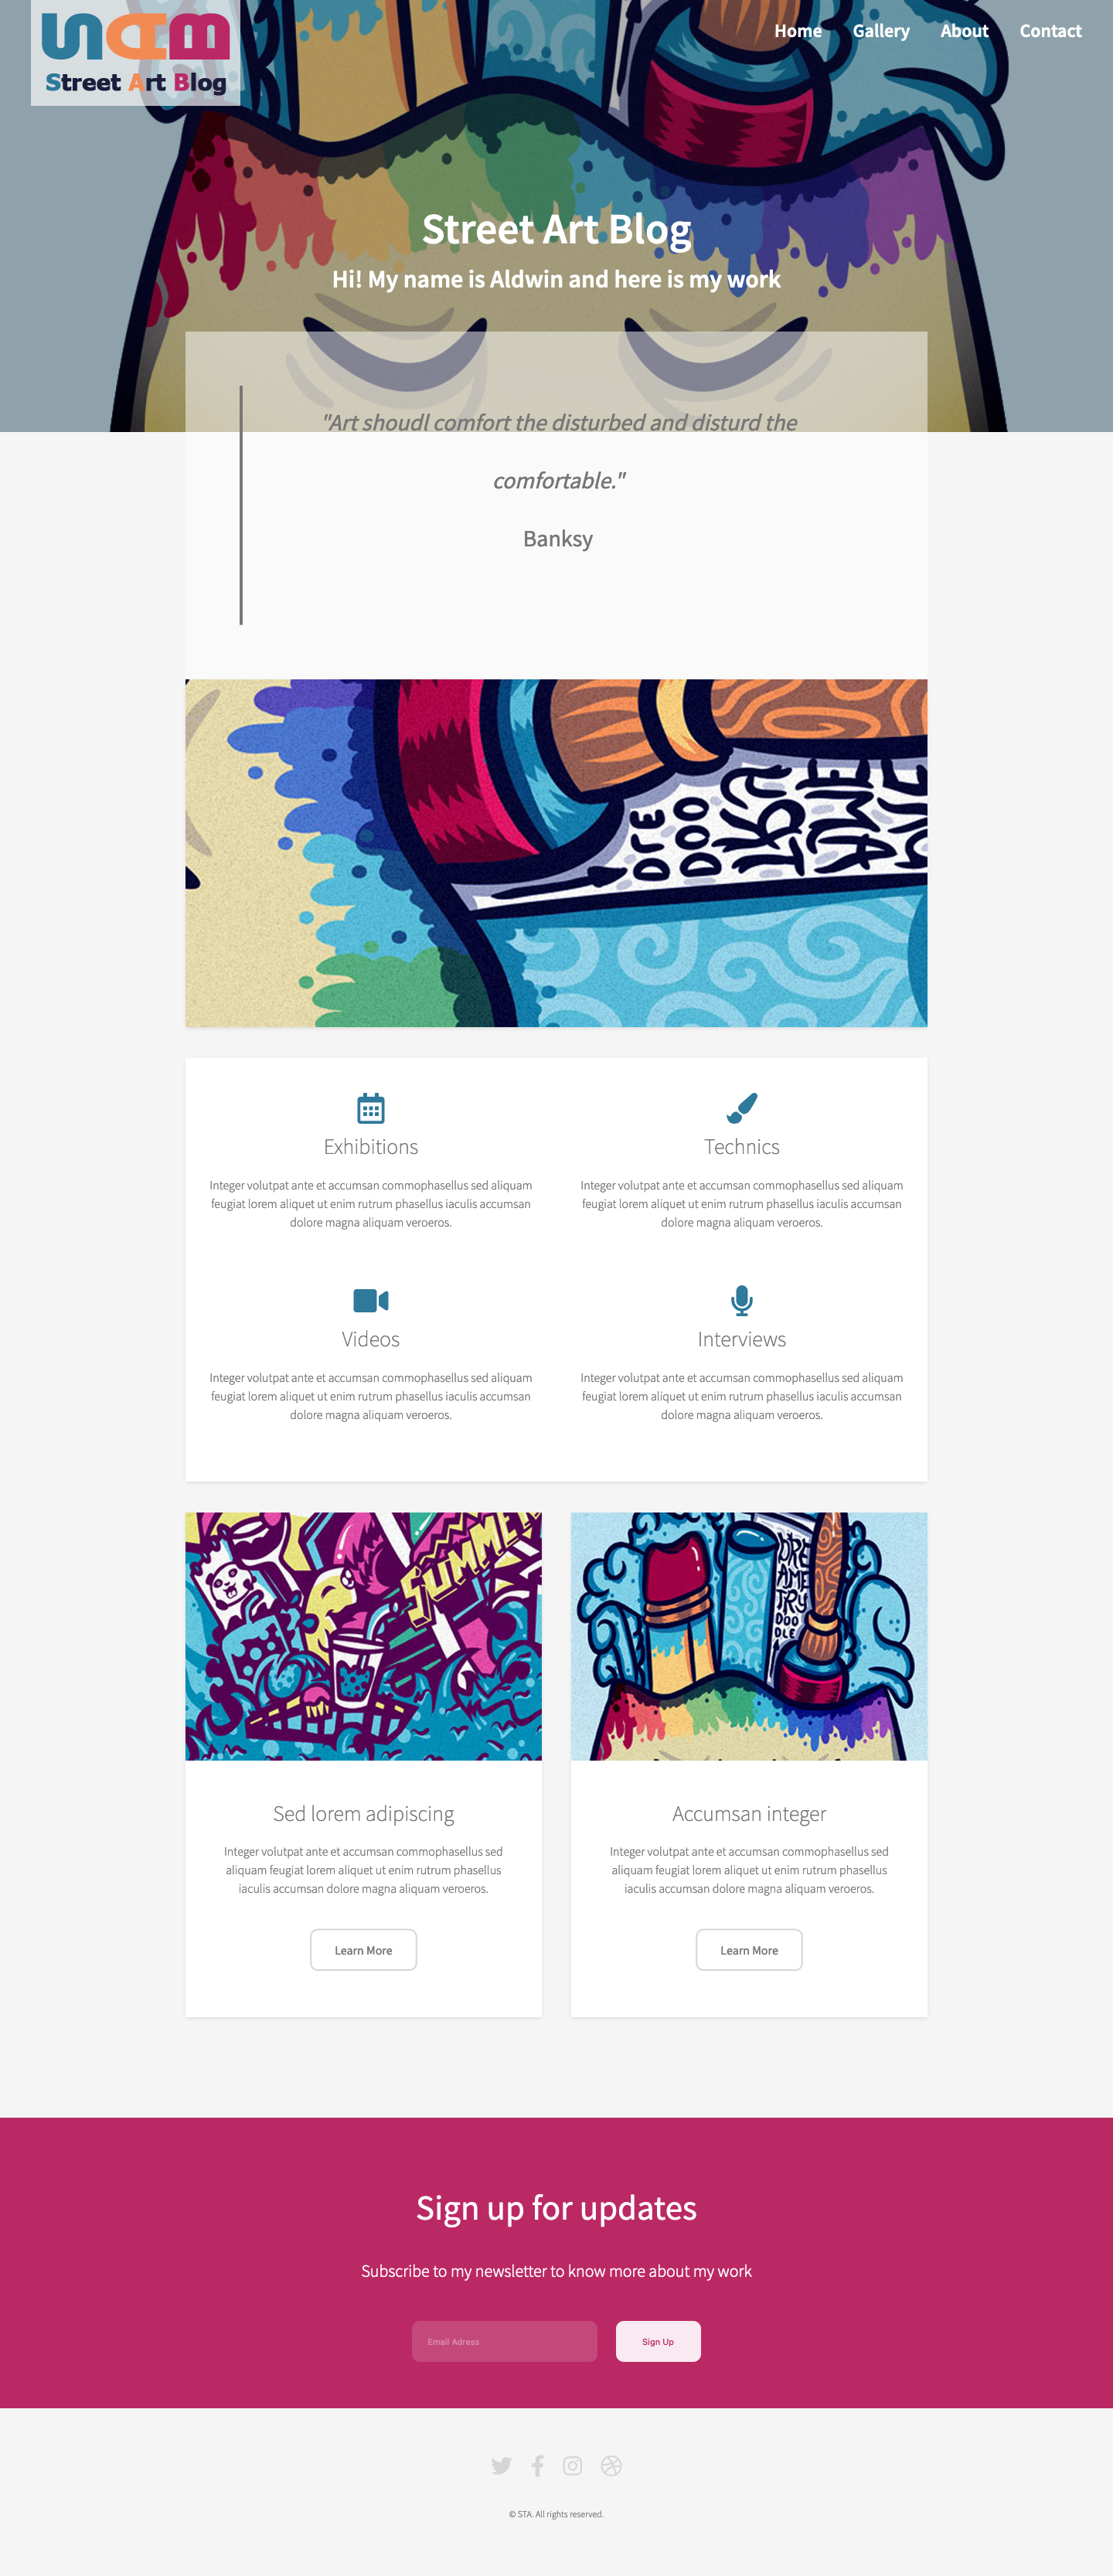 Home Gallery About Contact
Street Art Blog
Street Art Blog
Hi! My name is Aldwin and here is my work
"Art shoudl comfort the disturbed and disturd the
comfortable."
Banksy
DRE
DOO
Exhibitions
Integer volutpat ante et accumsan commophasellus sed aliquam
feugiat lorem aliquet ut enim rutrum phasellus iaculis accumsan
dolore magna aliquam veroeros.
Technics
Integer volutpat ante et accumsan commophasellus sed aliquam
feugiat lorem aliquet ut enim rutrum phasellus iaculis accumsan
dolore magna aliquam veroeros.
Videos
Integer volutpat ante et accumsan commophasellus sed aliquam
feugiat lorem aliquet ut enim rutrum phasellus iaculis accumsan
dolore magna aliquam veroeros.
Interviews
Integer volutpat ante et accumsan commophasellus sed aliquam
feugiat lorem aliquet ut enim rutrum phasellus iaculis accumsan
dolore magna aliquam veroeros.
SUMME
DRE
AME
TRY
DOO
DLE
Sed lorem adipiscing
Integer volutpat ante et accumsan commophasellus sed
aliquam feugiat lorem aliquet ut enim rutrum phasellus
iaculis accumsan dolore magna aliquam veroeros.
Learn More
Accumsan integer
Integer volutpat ante et accumsan commophasellus sed
aliquam feugiat lorem aliquet ut enim rutrum phasellus
iaculis accumsan dolore magna aliquam veroeros.
Learn More
Sign up for updates
Subscribe to my newsletter to know more about my work
Email Adress
Sign Up
© STA. All rights reserved.